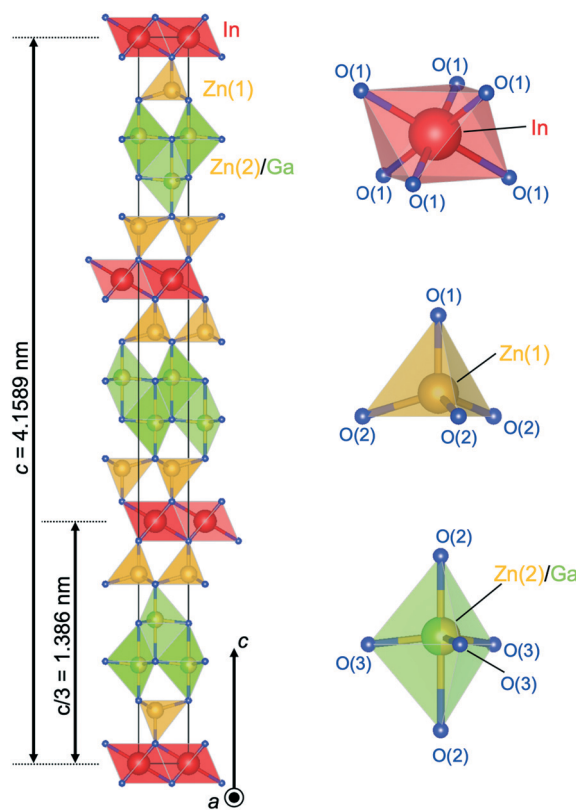 In
Zn(1)
Zn(2)/Ga
c = 4.1589 nm
c/3 = 1.386 nm
c
a
O(1)
O(1)
O(1)
In
O(1)
O(1)
O(1)
O(1)
Zn(1)
O(2)
O(2)
O(2)
O(2)
Zn(2)/Ga
O(3)
O(3)
O(3)
O(2)